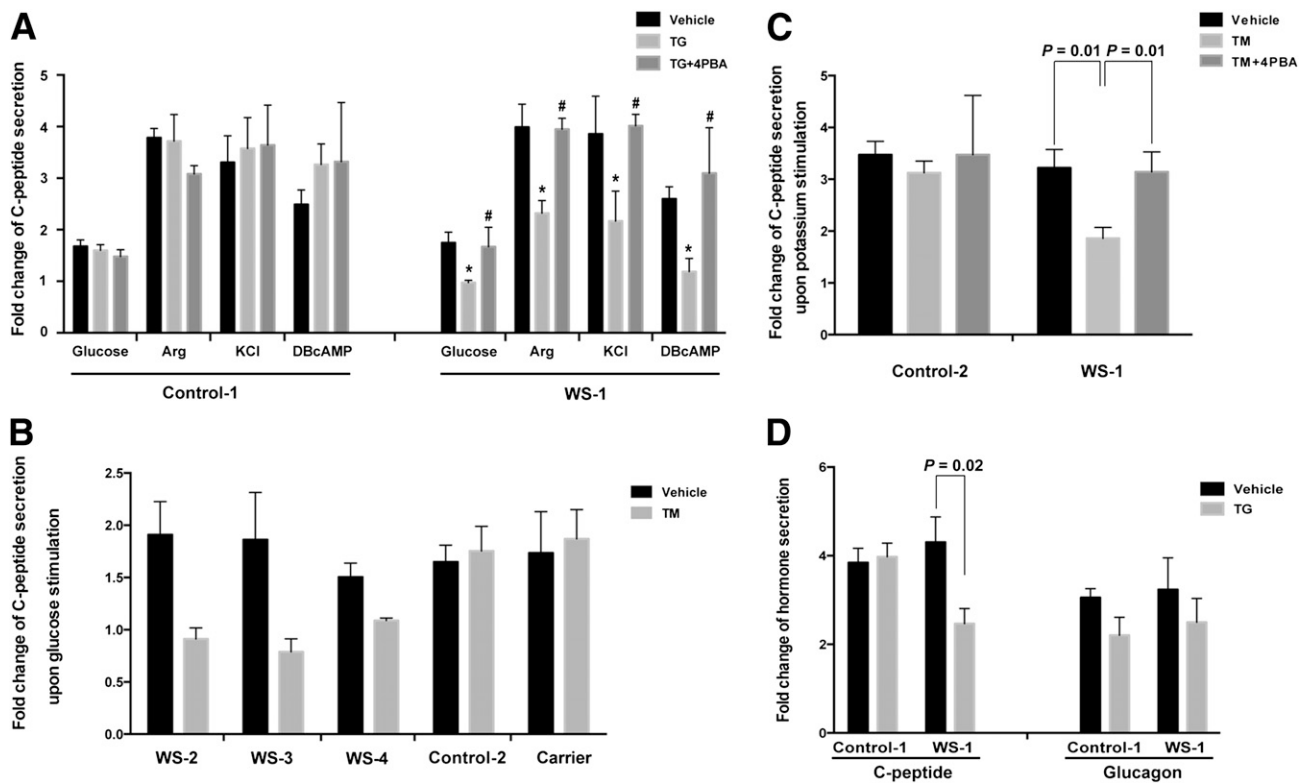 A
Vehicle
TG
TG+4PBA
Fold change of C-peptide secretion
5
4
3
2
1
0
# # # #
* * * *
Glucose Arg KCl DBcAMP Glucose Arg KCl DBcAMP
Control-1 WS-1
B
Vehicle
TM
Fold change of C-peptide secretion
upon glucose stimulation
2.5
2.0
1.5
1.0
0.5
0.0
WS-2 WS-3 WS-4 Control-2 Carrier
C
Vehicle
TM
TM+4PBA
P = 0.01 P = 0.01
Fold change of C-peptide secretion
upon potassium stimulation
5
4
3
2
1
0
Control-2 WS-1
D
Vehicle
TG
P = 0.02
Fold change of hormone secretion
6
4
2
0
Control-1 WS-1 Control-1 WS-1
C-peptide Glucagon